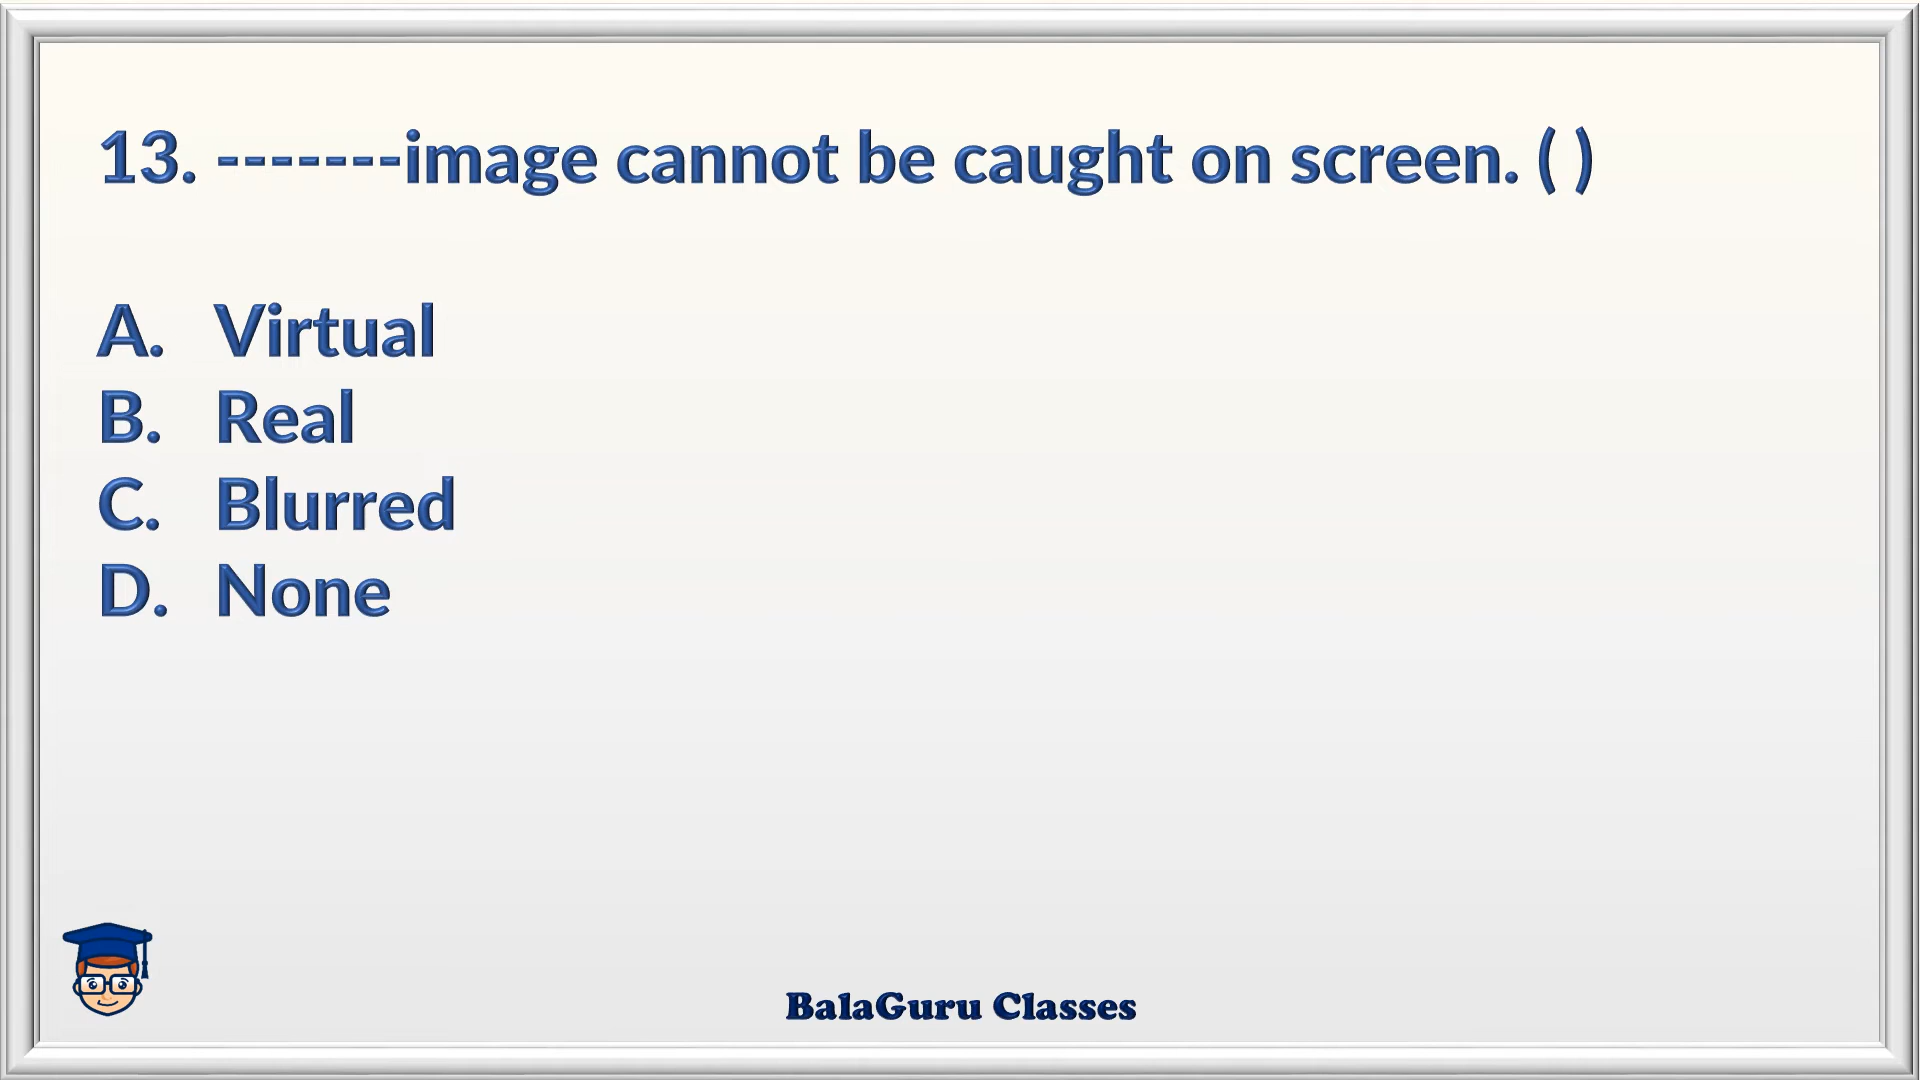 13. -------image cannot be caught on screen. ( )
A. Virtual
B. Real
C. Blurred
D. None
BalaGuru Classes